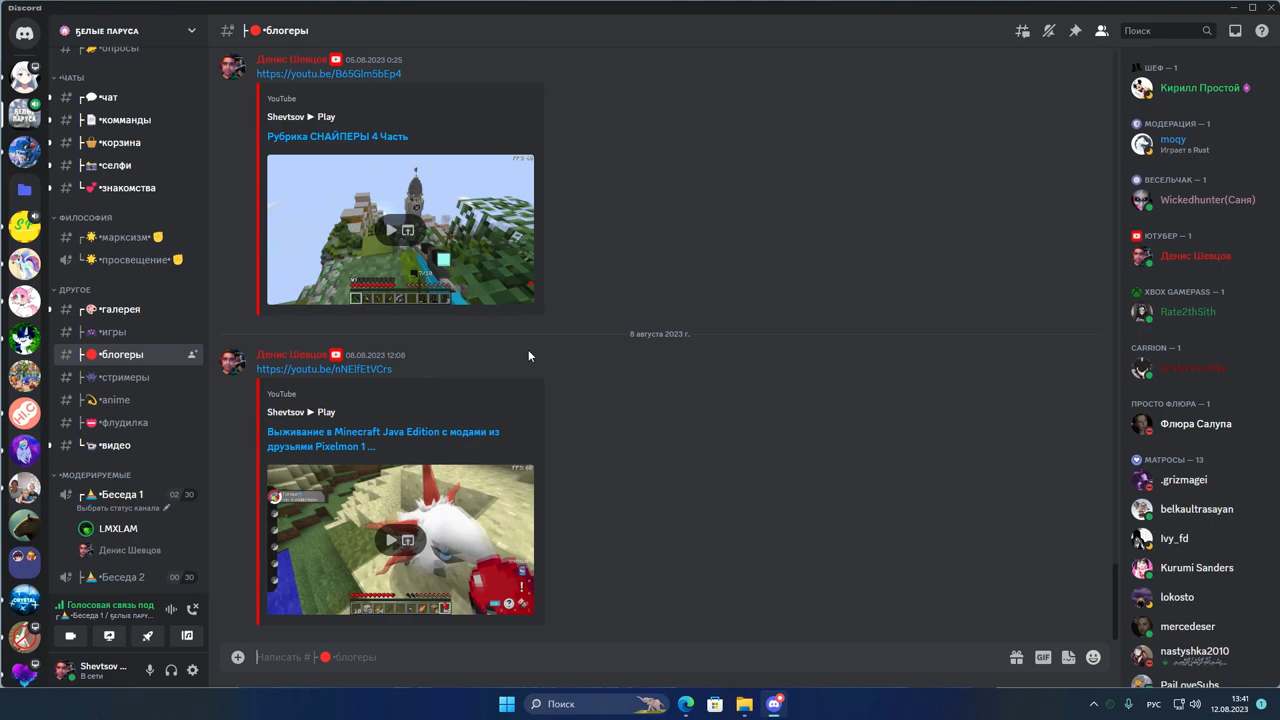 Discord
ҔЕЛЫЕ ПАРУСА
├🔴•блогеры
Поиск
┌📣•опросы
•ЧАТЫ
├💬•чат
├📄•комманды
├🧺•корзина
├📸•селфи
└💕•знакомства
ФИЛОСОФИЯ
┌🌟•марксизм•✊
└🌟•просвещение•✊
ДРУГОЕ
┌🎨•галерея
├🎮•игры
├🔴•блогеры
├👾•стримеры
├💫•anime
├👅•флудилка
└📹•видео
•МОДЕРИРУЕМЫЕ
┌⛵•Беседа 1
02 30
Выбрать статус канала
LMXLAM
Денис Шевцов
├⛵•Беседа 2
00 30
Голосовая связь под
┌⛵•Беседа 1 / ҔЕЛЫЕ ПАРУ...
Shevtsov ...
В сети
Денис Шевцов 05.08.2023 0:25
https://youtu.be/B65Glm5bEp4
YouTube
Shevtsov ► Play
Рубрика СНАЙПЕРЫ 4 Часть
8 августа 2023 г.
Денис Шевцов 08.08.2023 12:08
https://youtu.be/nNElfEtVCrs
YouTube
Shevtsov ► Play
Выживание в Minecraft Java Edition с модами из
друзьями Pixelmon 1 ...
Написать # ├🔴•блогеры
GIF
ШЕФ — 1
Кирилл Простой
МОДЕРАЦИЯ — 1
moqy
Играет в Rust
ВЕСЕЛЬЧАК — 1
Wickedhunter(Саня)
ЮТУБЕР — 1
Денис Шевцов
XBOX GAMEPASS — 1
Rate2thSith
CARRION — 1
ПРОСТО ФЛЮРА — 1
Флюра Салупа
МАТРОСЫ — 13
.grizmagei
belkaultrasayan
Ivy_fd
Kurumi Sanders
lokosto
mercedeser
nastyshka2010
PaiLoveSubs
Поиск
РУС
13:41
12.08.2023